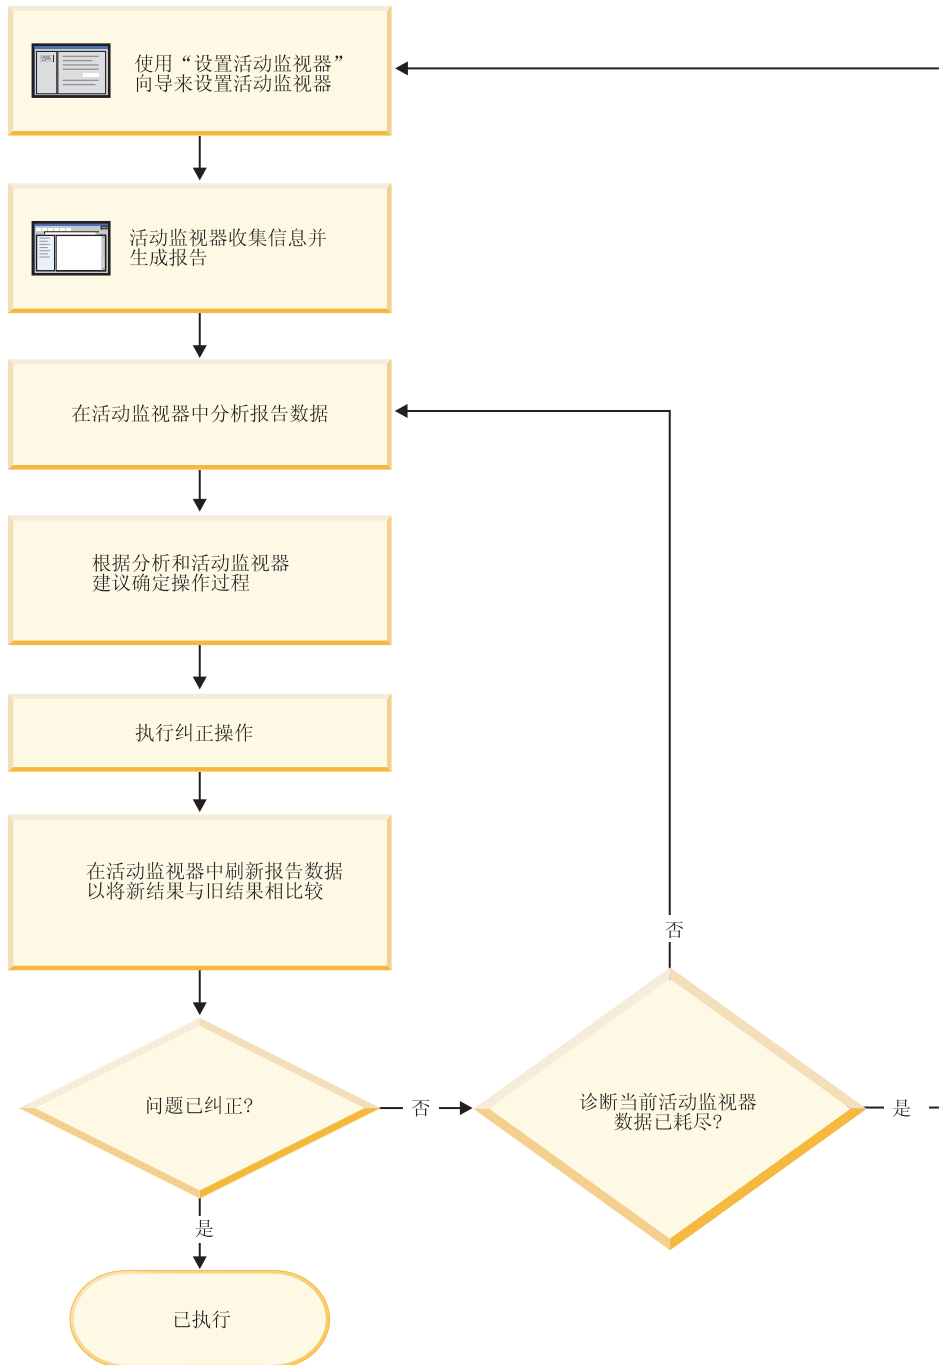 使用“设置活动监视器”
向导来设置活动监视器
活动监视器收集信息并
生成报告
在活动监视器中分析报告数据
根据分析和活动监视器
建议确定操作过程
执行纠正操作
在活动监视器中刷新报告数据
以将新结果与旧结果相比较
否
问题已纠正?
否
诊断当前活动监视器
数据已耗尽?
是
是
已执行